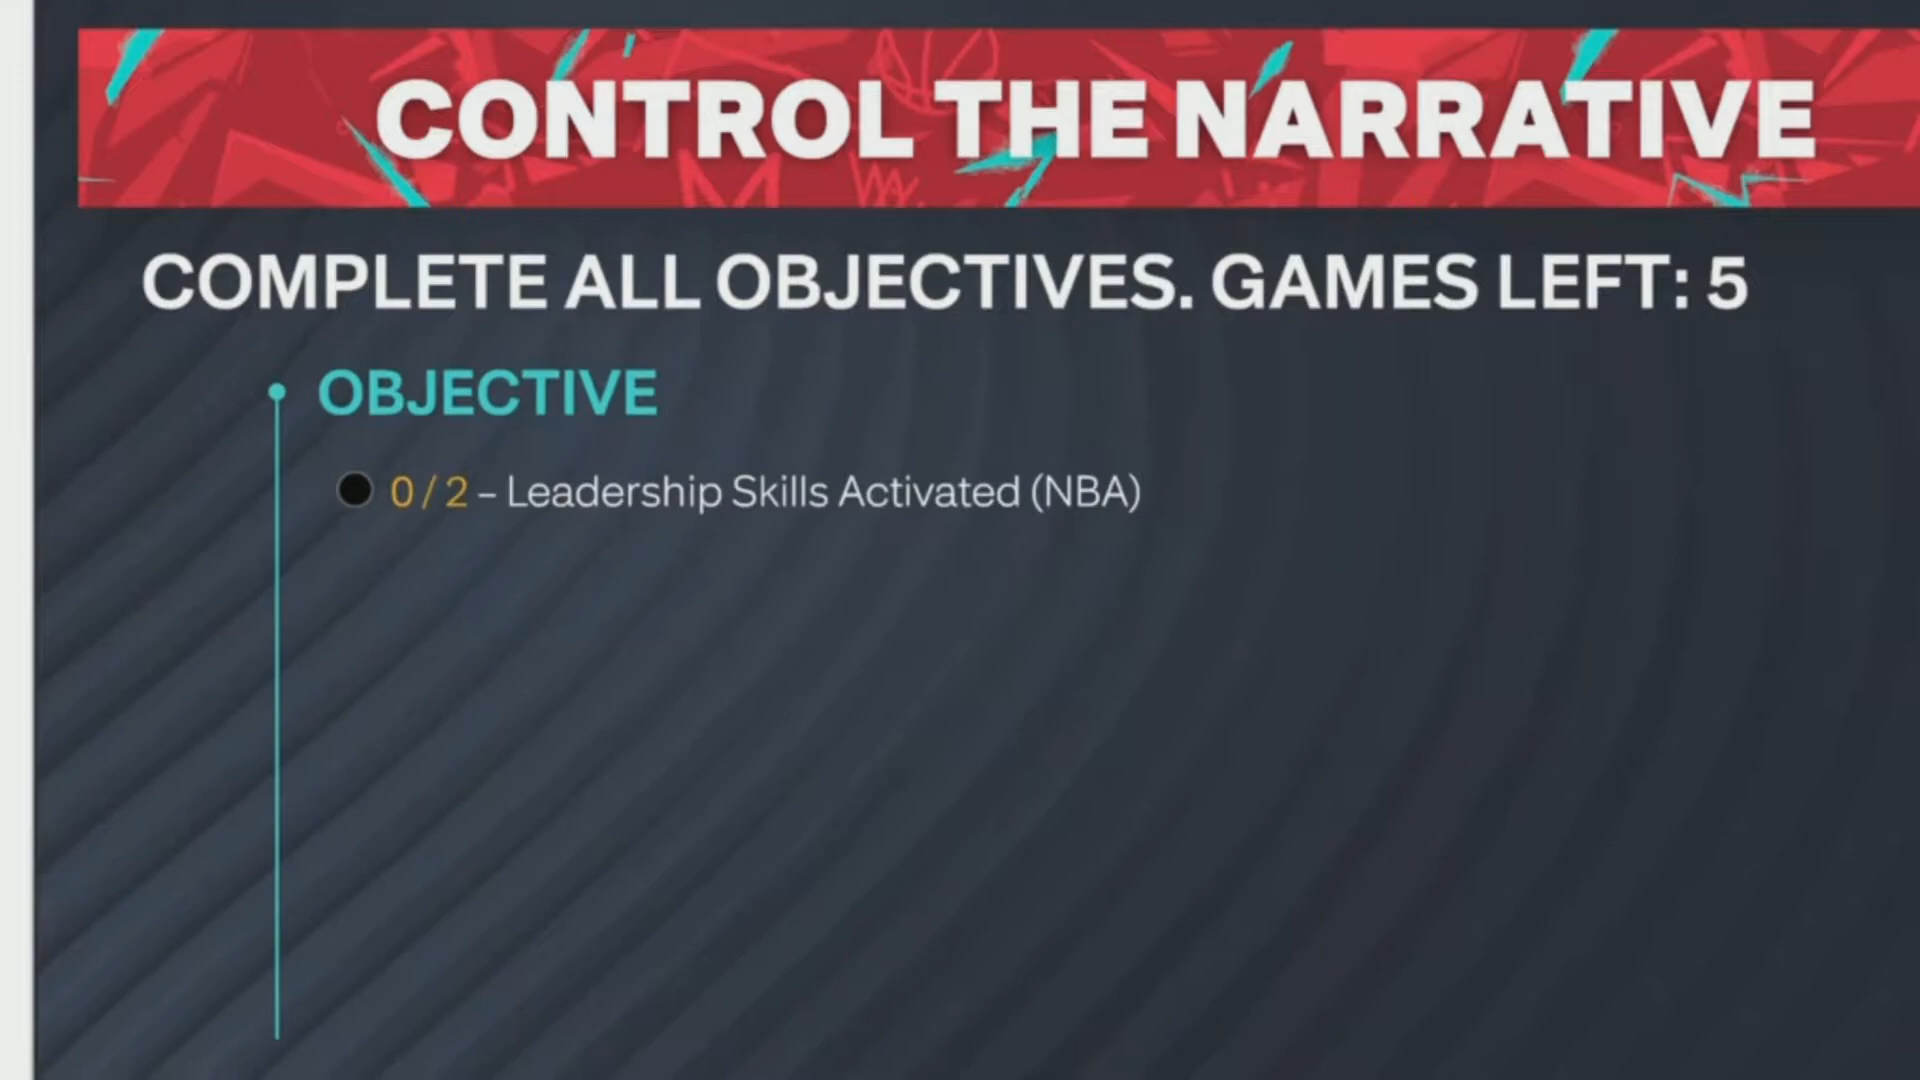 CONTROL THE NARRATIVE
COMPLETE ALL OBJECTIVES. GAMES LEFT: 5
OBJECTIVE
0 / 2 – Leadership Skills Activated (NBA)